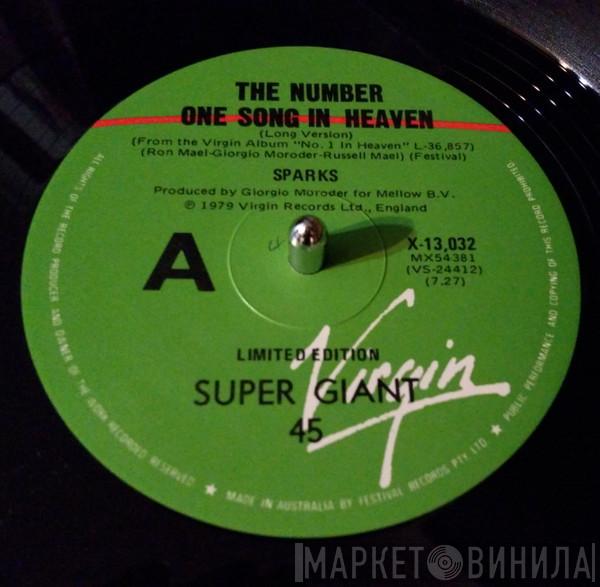 THE NUMBER
ONE SONG IN HEAVEN
(Long Version)
(From the Virgin Album "No. 1 In Heaven" L-36,857)
(Ron Mael-Giorgio Moroder-Russell Mael) (Festival)
SPARKS
Produced by Giorgio Moroder for Mellow B.V.
℗ 1979 Virgin Records Ltd., England
A
X-13,032
MX54381
(VS-24412)
(7.27)
LIMITED EDITION
SUPER GIANT
45
Virgin
ALL RIGHTS OF THE RECORD PRODUCER AND OWNER OF THE WORK RECORDED RESERVED ★ MADE IN AUSTRALIA BY FESTIVAL RECORDS PTY LTD ★ PUBLIC PERFORMANCE AND COPYING OF THIS RECORD PROHIBITED
МАРКЕТ ВИНИЛА